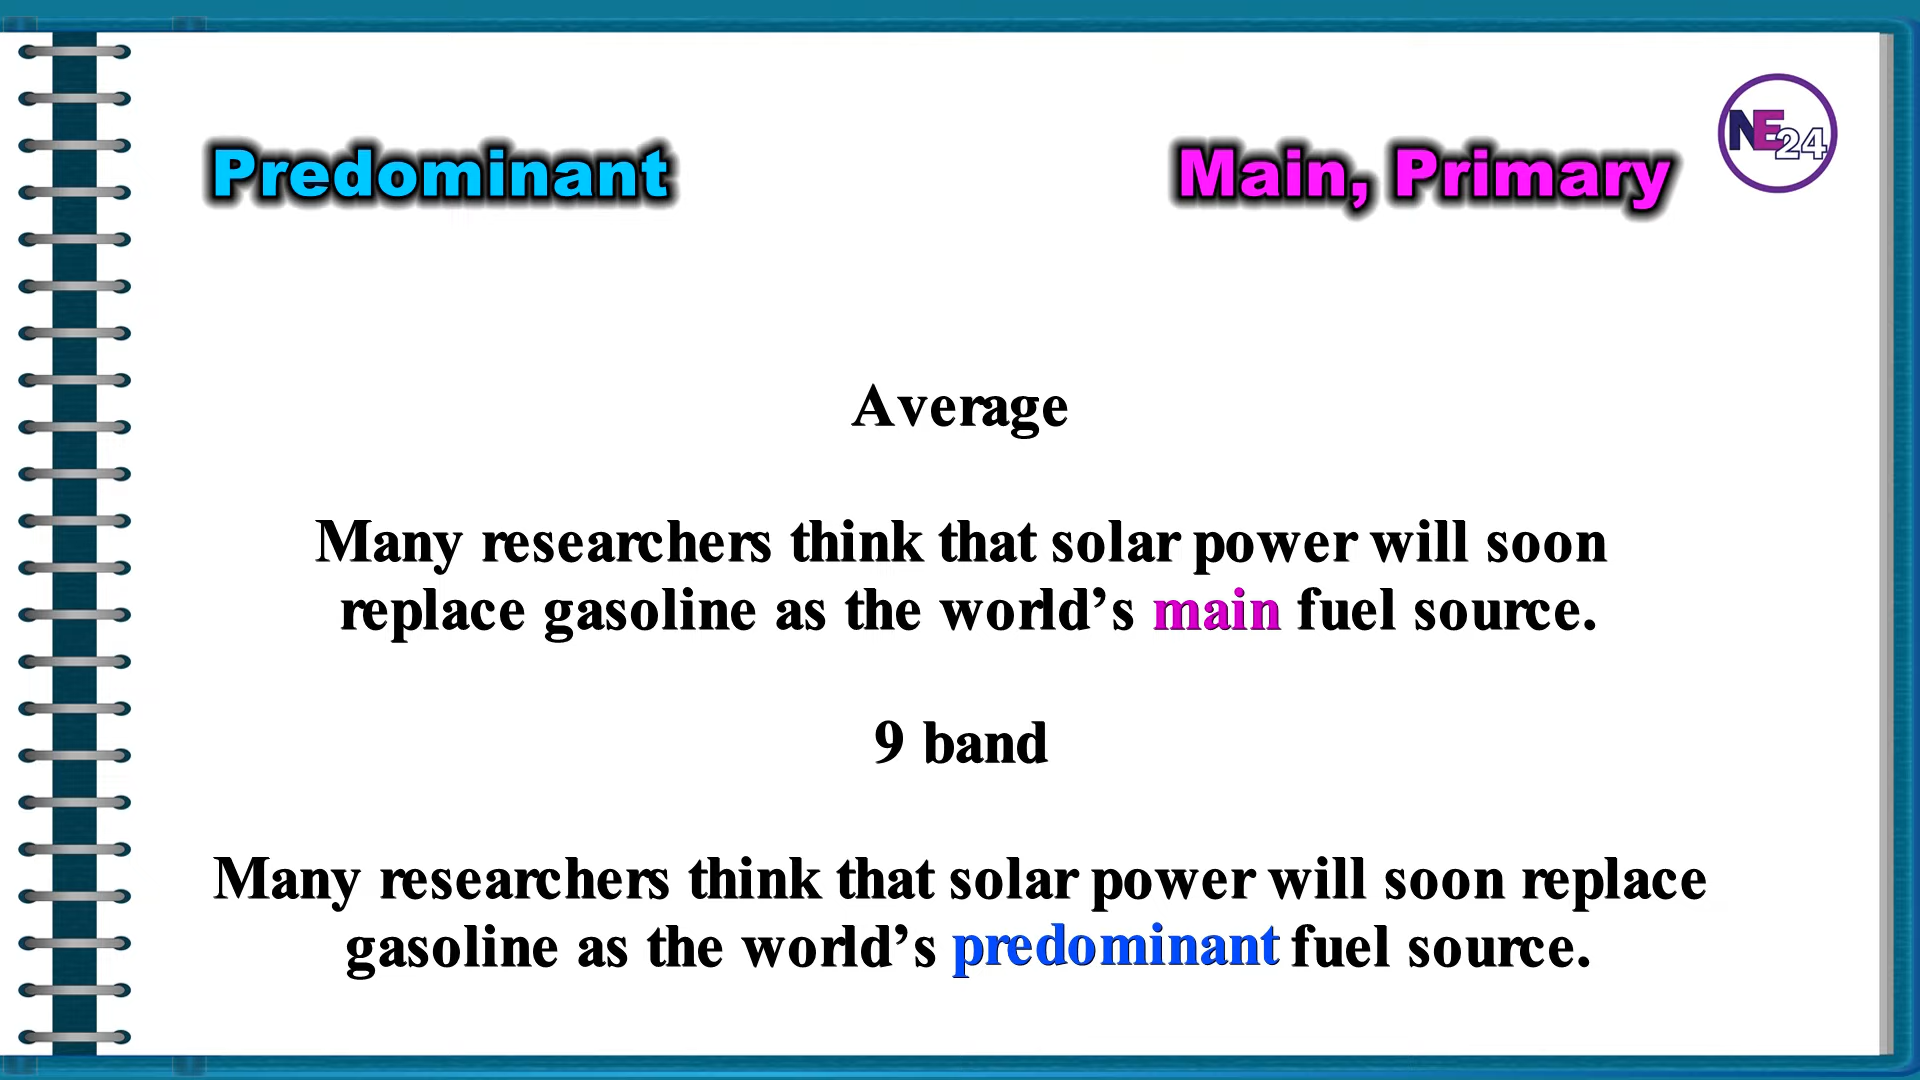 Predominant
Main, Primary
NE24
Average
Many researchers think that solar power will soon
replace gasoline as the world’s main fuel source.
9 band
Many researchers think that solar power will soon replace
gasoline as the world’s predominant fuel source.